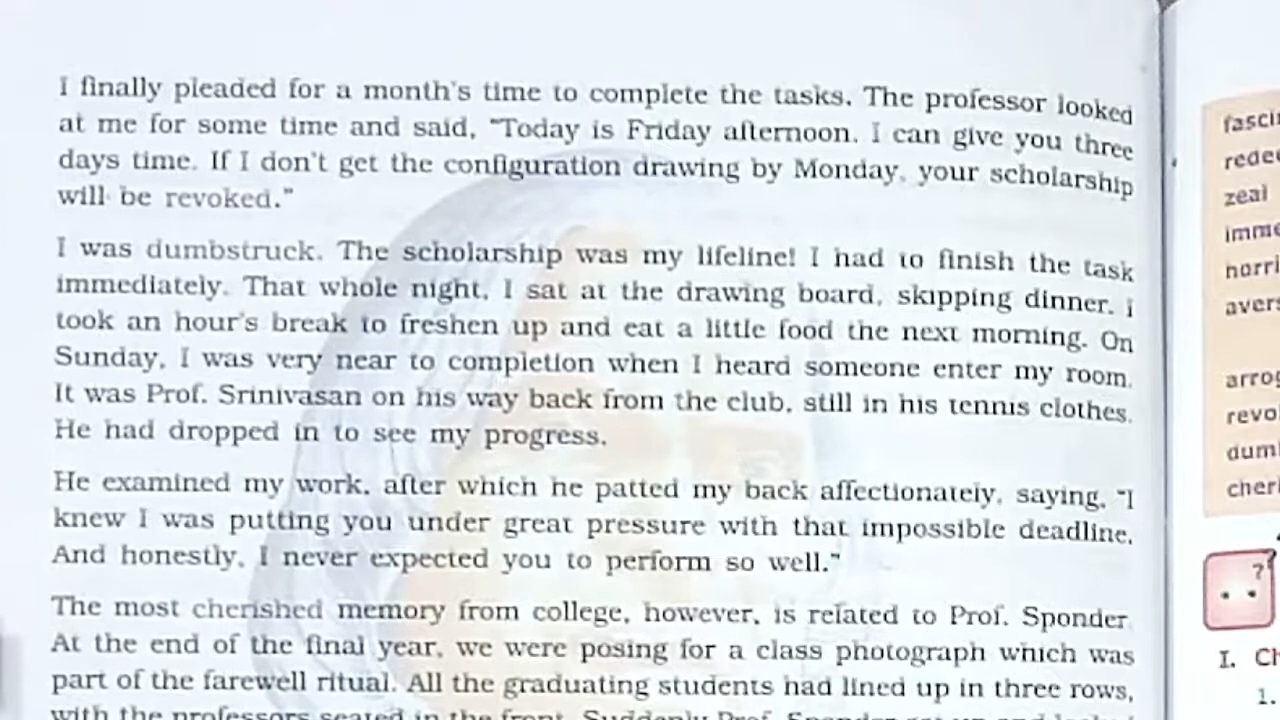 I finally pleaded for a month's time to complete the tasks. The professor looked
at me for some time and said, "Today is Friday afternoon. I can give you three
days time. If I don't get the configuration drawing by Monday, your scholarship
will be revoked."
I was dumbstruck. The scholarship was my lifeline! I had to finish the task
immediately. That whole night, I sat at the drawing board, skipping dinner. I
took an hour's break to freshen up and eat a little food the next morning. On
Sunday, I was very near to completion when I heard someone enter my room.
It was Prof. Srinivasan on his way back from the club, still in his tennis clothes.
He had dropped in to see my progress.
He examined my work, after which he patted my back affectionately, saying, "I
knew I was putting you under great pressure with that impossible deadline.
And honestly, I never expected you to perform so well."
The most cherished memory from college, however, is related to Prof. Sponder.
At the end of the final year, we were posing for a class photograph which was
part of the farewell ritual. All the graduating students had lined up in three rows,
with the professors seated in the front. Suddenly Prof. Sponder
fasci
rede
zeal
imme
horri
avers
arrog
revo
dum
cher
?
I. Ch
1.